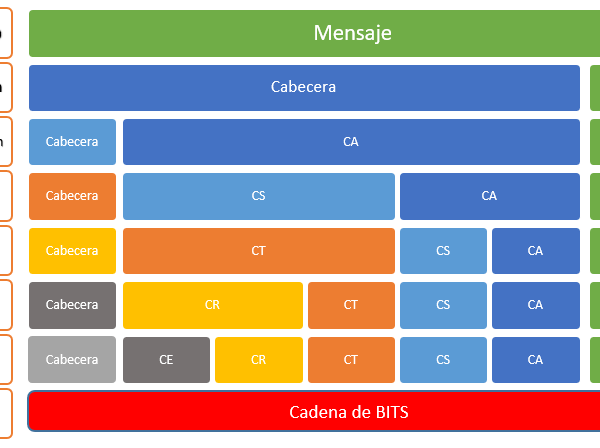 Mensaje
Cabecera
Cabecera CA
Cabecera CS CA
Cabecera CT CS CA
Cabecera CR CT CS CA
Cabecera CE CR CT CS CA
Cadena de BITS